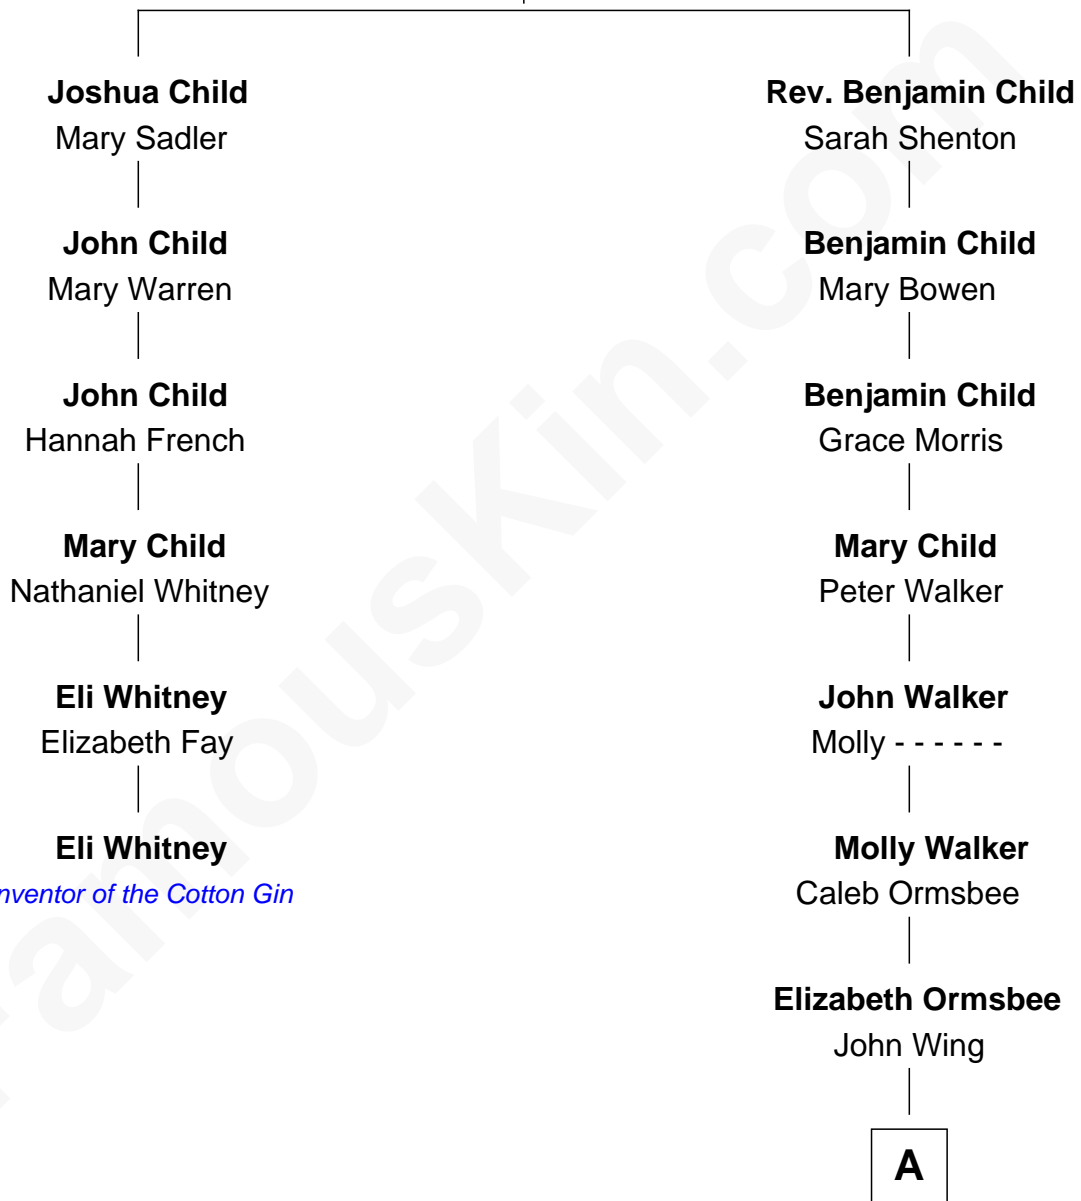 Joshua Child
Mary Sadler
John Child
Mary Warren
John Child
Hannah French
Mary Child
Nathaniel Whitney
Eli Whitney
Elizabeth Fay
Eli Whitney
nventor of the Cotton Gin
Rev. Benjamin Child
Sarah Shenton
Benjamin Child
Mary Bowen
Benjamin Child
Grace Morris
Mary Child
Peter Walker
John Walker
Molly - - - - - -
Molly Walker
Caleb Ormsbee
Elizabeth Ormsbee
John Wing
A
FamousKin.com